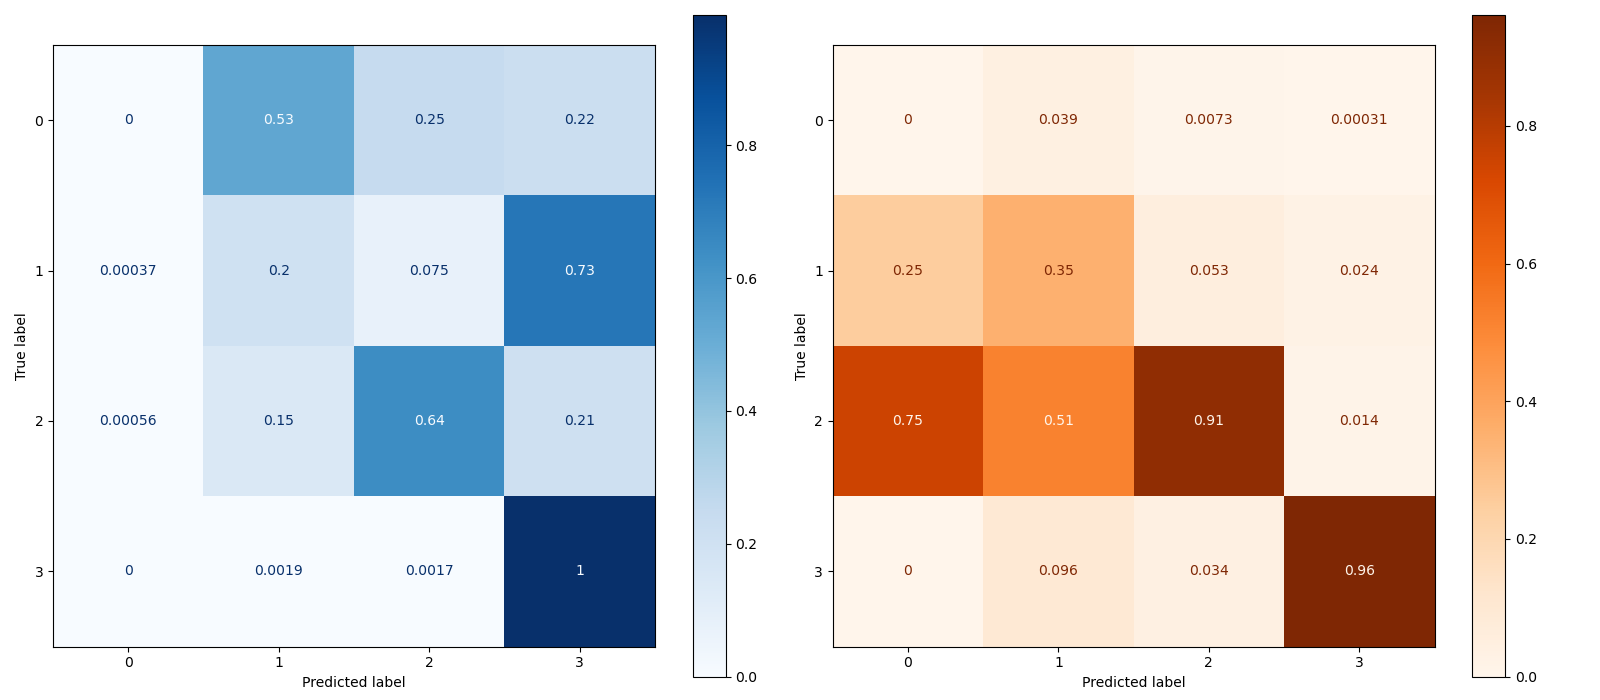 0 0 0.53 0.25 0.22
1 0.00037 0.2 0.075 0.73
2 0.00056 0.15 0.64 0.21
3 0 0.0019 0.0017 1
0 1 2 3
True label
Predicted label
0.8
0.6
0.4
0.2
0.0
0 0 0.039 0.0073 0.00031
1 0.25 0.35 0.053 0.024
2 0.75 0.51 0.91 0.014
3 0 0.096 0.034 0.96
0 1 2 3
True label
Predicted label
0.8
0.6
0.4
0.2
0.0